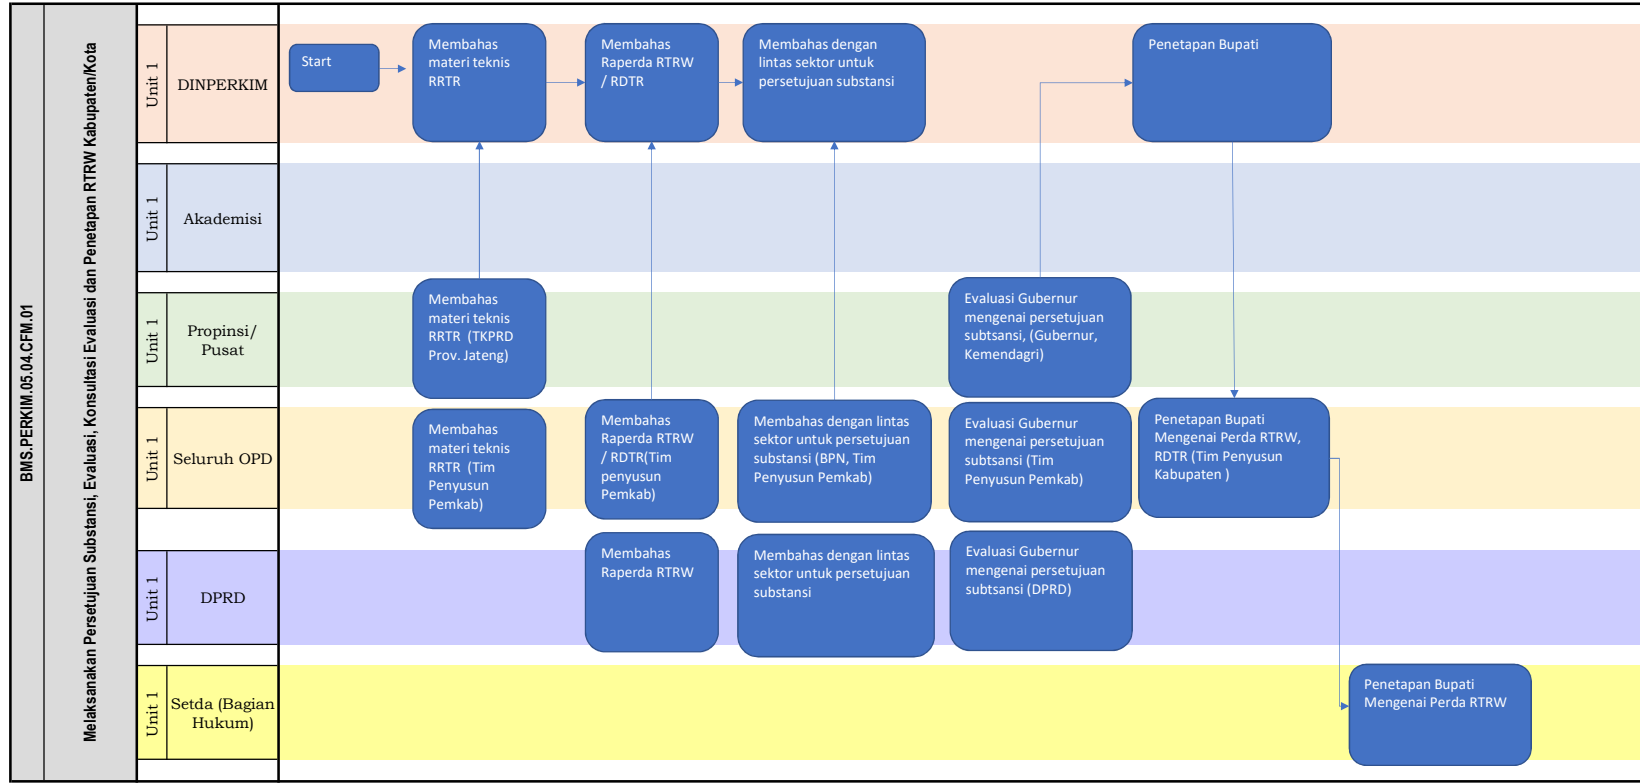 BMS.PERKIM.05.04.CFM.01
Melaksanakan Persetujuan Substansi, Evaluasi, Konsultasi Evaluasi dan Penetapan RTRW Kabupaten/Kota
Unit 1
DINPERKIM
Start
Membahas
materi teknis
RRTR
Membahas
Raperda RTRW
/ RDTR
Membahas dengan
lintas sektor untuk
persetujuan substansi
Penetapan Bupati
Unit 1
Akademisi
Unit 1
Propinsi/
Pusat
Membahas
materi teknis
RRTR (TKPRD
Prov. Jateng)
Evaluasi Gubernur
mengenai persetujuan
subtsansi, (Gubernur,
Kemendagri)
Unit 1
Seluruh OPD
Membahas
materi teknis
RRTR (Tim
Penyusun
Pemkab)
Membahas
Raperda RTRW
/ RDTR(Tim
penyusun
Pemkab)
Membahas dengan lintas
sektor untuk persetujuan
substansi (BPN, Tim
Penyusun Pemkab)
Evaluasi Gubernur
mengenai persetujuan
subtsansi (Tim
Penyusun Pemkab)
Penetapan Bupati
Mengenai Perda RTRW,
RDTR (Tim Penyusun
Kabupaten )
Unit 1
DPRD
Membahas
Raperda RTRW
Membahas dengan lintas
sektor untuk persetujuan
substansi
Evaluasi Gubernur
mengenai persetujuan
subtsansi (DPRD)
Unit 1
Setda (Bagian
Hukum)
Penetapan Bupati
Mengenai Perda RTRW